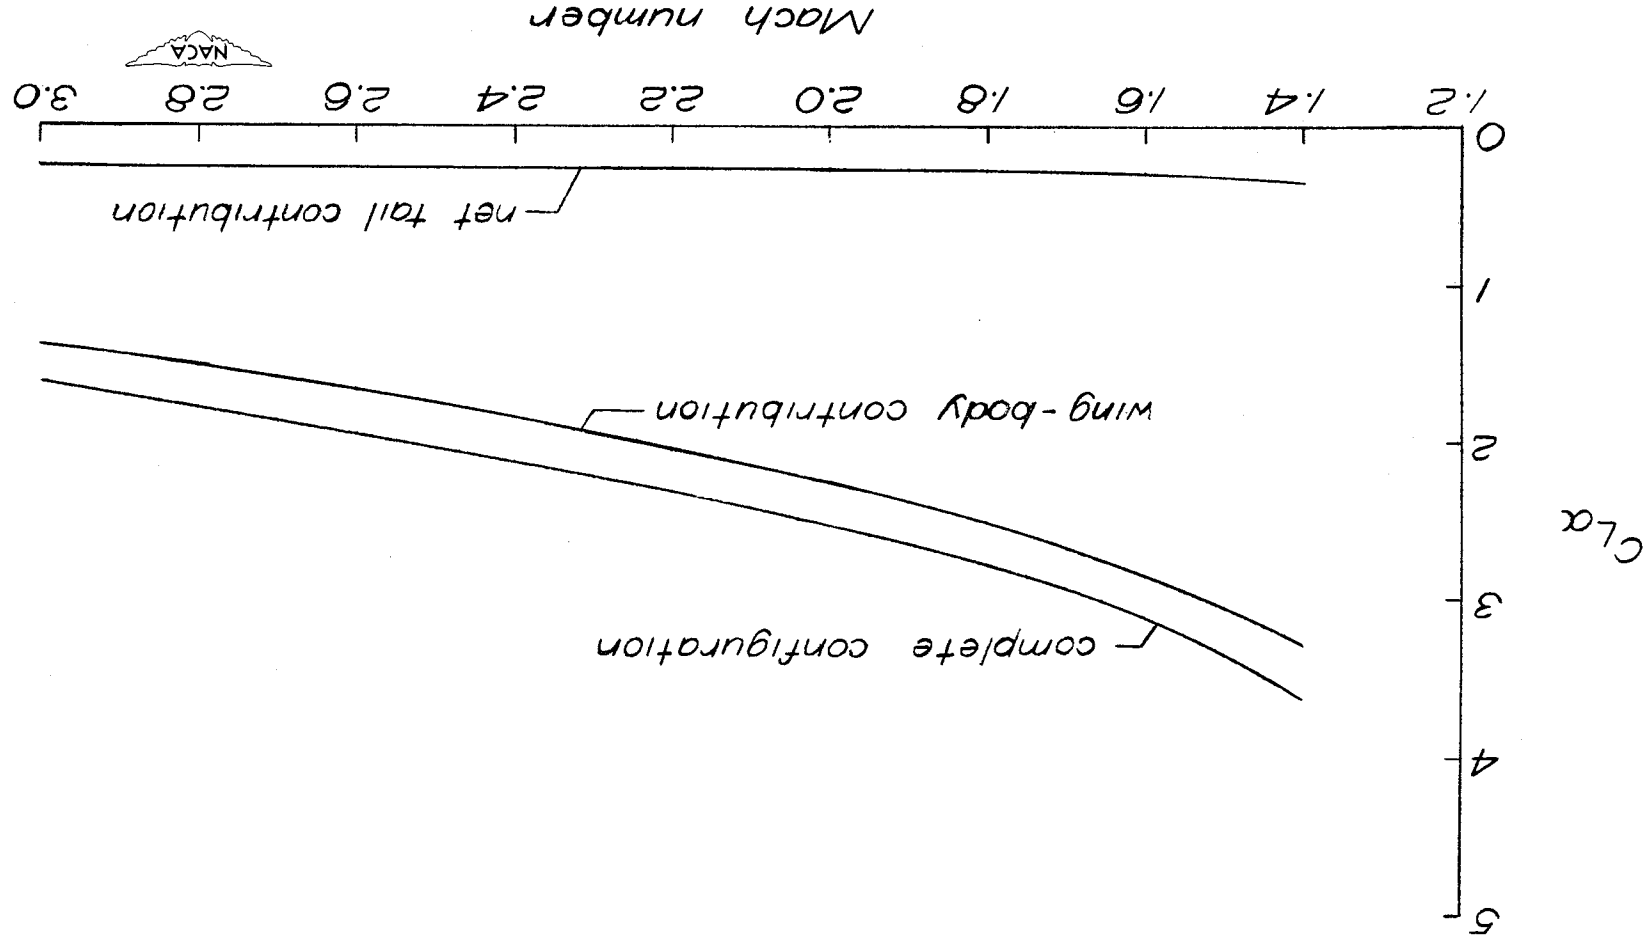 5
4
3
2
1
0
C_Lα
complete configuration
wing-body contribution
net tail contribution
1.2 1.4 1.6 1.8 2.0 2.2 2.4 2.6 2.8 3.0
Mach number
NACA